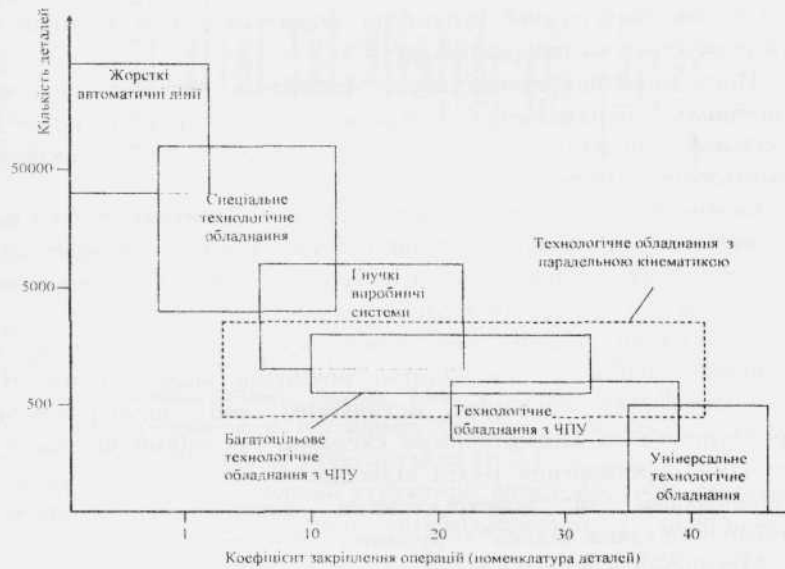 Кількість деталей
Жорсткі
автоматичні лінії
50000
Спеціальне
технологічне
обладнання
Технологічне обладнання з
паралельною кінематикою
5000
Гнучкі
виробничі
системи
500
Технологічне
обладнання з ЧПУ
Багатоцільове
технологічне
обладнання з ЧПУ
Універсальне
технологічне
обладнання
1
10
20
30
40
Коефіцієнт закріплення операцій (номенклатура деталей)